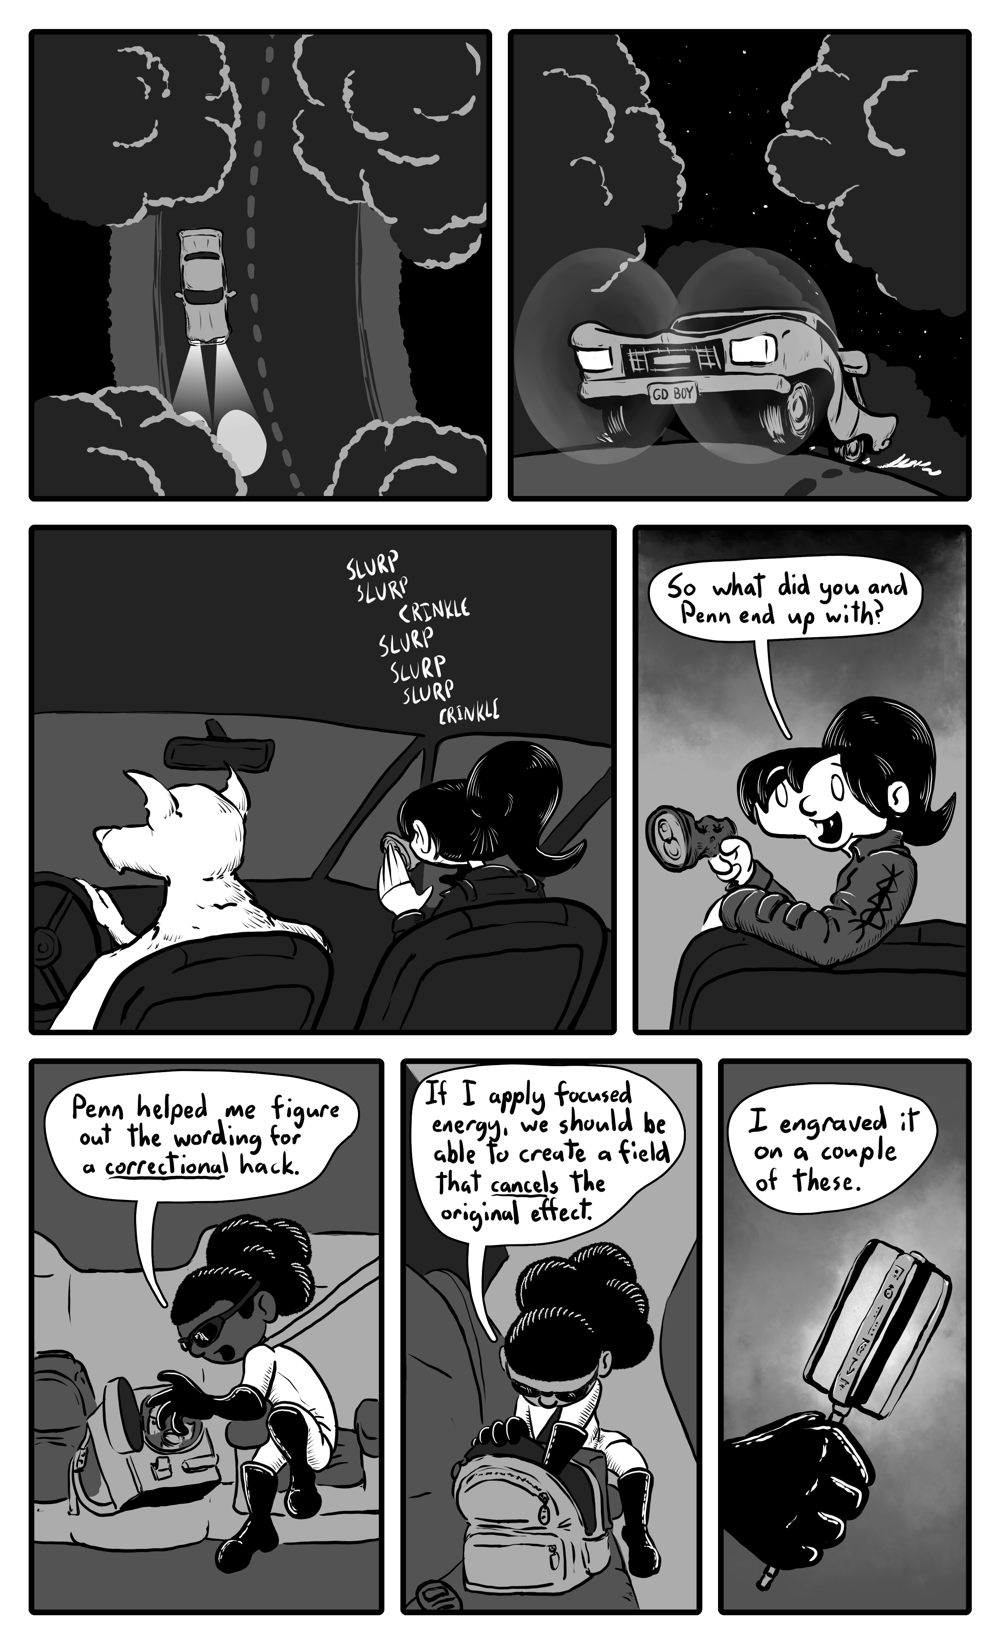 GD BOY
SLURP
SLURP
CRINKLE
SLURP
SLURP
SLURP
CRINKLE
So what did you and
Penn end up with?
Penn helped me figure
out the wording for
a correctional hack.
If I apply focused
energy, we should be
able to create a field
that cancels the
original effect.
I engraved it
on a couple
of these.